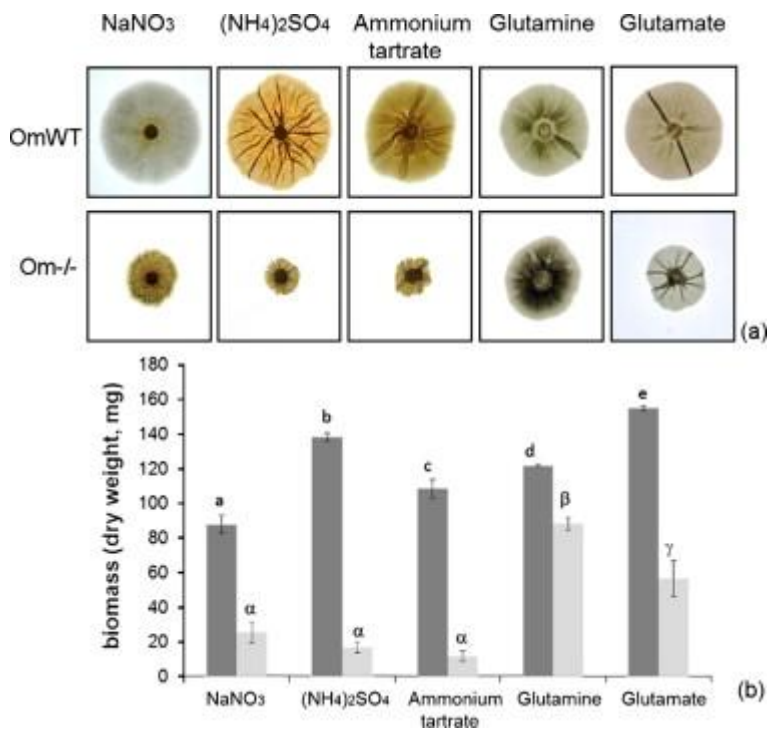 NaNO3 (NH4)2SO4 Ammonium tartrate Glutamine Glutamate
OmWT
Om-/-
(a)
biomass (dry weight, mg)
180
160
140
120
100
80
60
40
20
0
a
α
b
α
c
α
d
β
e
γ
NaNO3 (NH4)2SO4 Ammonium tartrate Glutamine Glutamate
(b)